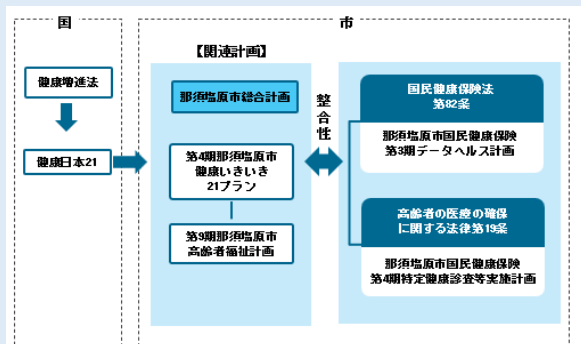 国
市
健康増進法
健康日本21
【関連計画】
那須塩原市総合計画
第4期那須塩原市
健康いきいき
21プラン
第9期那須塩原市
高齢者福祉計画
整合性
国民健康保険法
第82条
那須塩原市国民健康保険
第3期データヘルス計画
高齢者の医療の確保
に関する法律第19条
那須塩原市国民健康保険
第4期特定健康診査等実施計画